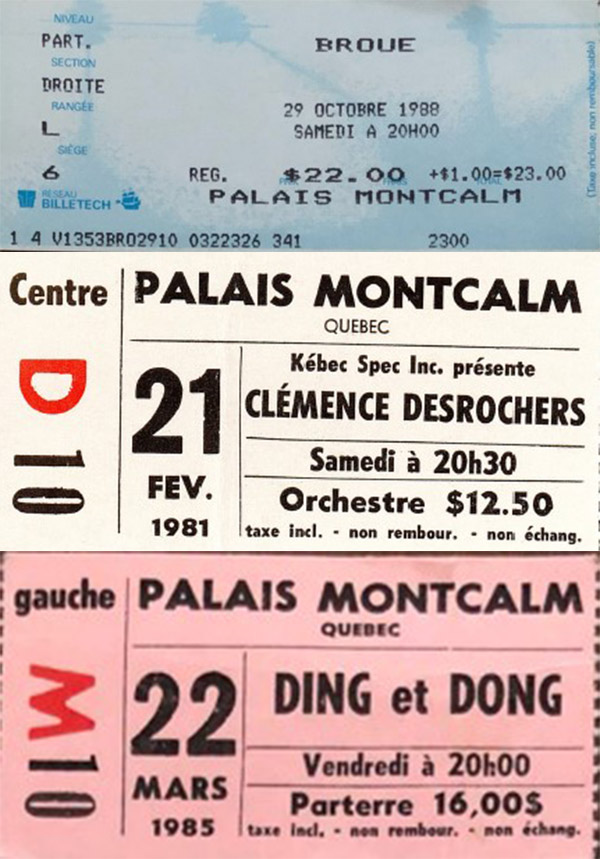 NIVEAU
PART.
SECTION
DROITE
RANGÉE
L
SIÈGE
6
RÉSEAU
BILLETECH
BROUE
29 OCTOBRE 1988
SAMEDI A 20H00
REG. $22.00 +$1.00=$23.00
PALAIS MONTCALM
1 4 V1353BRO2910 0322326 341 2300
(Taxe incluse; non remboursable)
Centre
D
10
PALAIS MONTCALM
QUEBEC
21
FEV.
1981
Kébec Spec Inc. présente
CLÉMENCE DESROCHERS
Samedi à 20h30
Orchestre $12.50
taxe incl. - non rembour. - non échang.
gauche
M
10
PALAIS MONTCALM
QUEBEC
22
MARS
1985
DING et DONG
Vendredi à 20h00
Parterre 16,00$
taxe incl. - non rembour. - non échang.